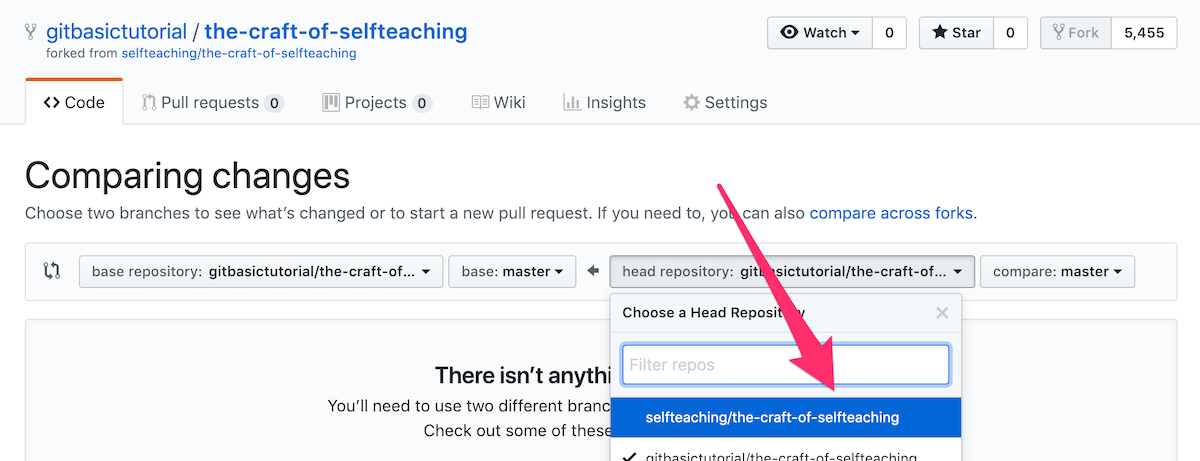 gitbasictutorial / the-craft-of-selfteaching
Watch 0 Star 0 Fork 5,455
forked from selfteaching/the-craft-of-selfteaching
Code Pull requests 0 Projects 0 Wiki Insights Settings
Comparing changes
Choose two branches to see what's changed or to start a new pull request. If you need to, you can also compare across forks.
base repository: gitbasictutorial/the-craft-of... base: master head repository: gitbasictutorial/the-craft-of... compare: master
Choose a Head Repository
Filter repos
There isn't anythi
You'll need to use two different branc
selfteaching/the-craft-of-selfteaching
Check out some of these
gitbasictutorial/the-craft-of-selfteaching